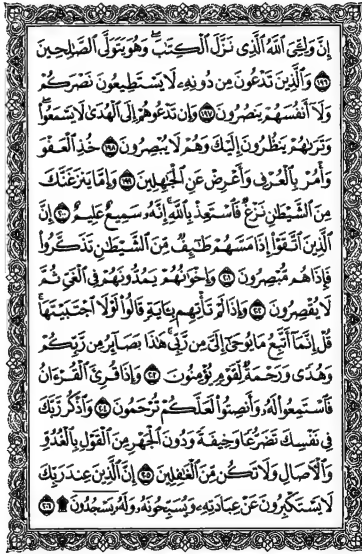 إِنَّ وَلِـِّۧيَ ٱللَّهُ ٱلَّذِى نَزَّلَ ٱلْكِتَـٰبَ ۖ وَهُوَ يَتَوَلَّى ٱلصَّـٰلِحِينَ
﴿١٩٦﴾ وَٱلَّذِينَ تَدْعُونَ مِن دُونِهِۦ لَا يَسْتَطِيعُونَ نَصْرَكُمْ
وَلَآ أَنفُسَهُمْ يَنصُرُونَ ﴿١٩٧﴾ وَإِن تَدْعُوهُمْ إِلَى ٱلْهُدَىٰ لَا يَسْمَعُوا۟ ۖ
وَتَرَىٰهُمْ يَنظُرُونَ إِلَيْكَ وَهُمْ لَا يُبْصِرُونَ ﴿١٩٨﴾ خُذِ ٱلْعَفْوَ
وَأْمُرْ بِٱلْعُرْفِ وَأَعْرِضْ عَنِ ٱلْجَـٰهِلِينَ ﴿١٩٩﴾ وَإِمَّا يَنزَغَنَّكَ
مِنَ ٱلشَّيْطَـٰنِ نَزْغٌ فَٱسْتَعِذْ بِٱللَّهِ ۚ إِنَّهُۥ سَمِيعٌ عَلِيمٌ ﴿٢٠٠﴾ إِنَّ
ٱلَّذِينَ ٱتَّقَوْا۟ إِذَا مَسَّهُمْ طَـٰٓئِفٌ مِّنَ ٱلشَّيْطَـٰنِ تَذَكَّرُوا۟
فَإِذَا هُم مُّبْصِرُونَ ﴿٢٠١﴾ وَإِخْوَٰنُهُمْ يَمُدُّونَهُمْ فِى ٱلْغَىِّ ثُمَّ
لَا يُقْصِرُونَ ﴿٢٠٢﴾ وَإِذَا لَمْ تَأْتِهِم بِـَٔايَةٍ قَالُوا۟ لَوْلَا ٱجْتَبَيْتَهَا ۚ
قُلْ إِنَّمَآ أَتَّبِعُ مَا يُوحَىٰٓ إِلَىَّ مِن رَّبِّى ۚ هَـٰذَا بَصَآئِرُ مِن رَّبِّكُمْ
وَهُدًى وَرَحْمَةٌ لِّقَوْمٍ يُؤْمِنُونَ ﴿٢٠٣﴾ وَإِذَا قُرِئَ ٱلْقُرْءَانُ
فَٱسْتَمِعُوا۟ لَهُۥ وَأَنصِتُوا۟ لَعَلَّكُمْ تُرْحَمُونَ ﴿٢٠٤﴾ وَٱذْكُر رَّبَّكَ
فِى نَفْسِكَ تَضَرُّعًا وَخِيفَةً وَدُونَ ٱلْجَهْرِ مِنَ ٱلْقَوْلِ بِٱلْغُدُوِّ
وَٱلْـَٔاصَالِ وَلَا تَكُن مِّنَ ٱلْغَـٰفِلِينَ ﴿٢٠٥﴾ إِنَّ ٱلَّذِينَ عِندَ رَبِّكَ
لَا يَسْتَكْبِرُونَ عَنْ عِبَادَتِهِۦ وَيُسَبِّحُونَهُۥ وَلَهُۥ يَسْجُدُونَ ۩ ﴿٢٠٦﴾